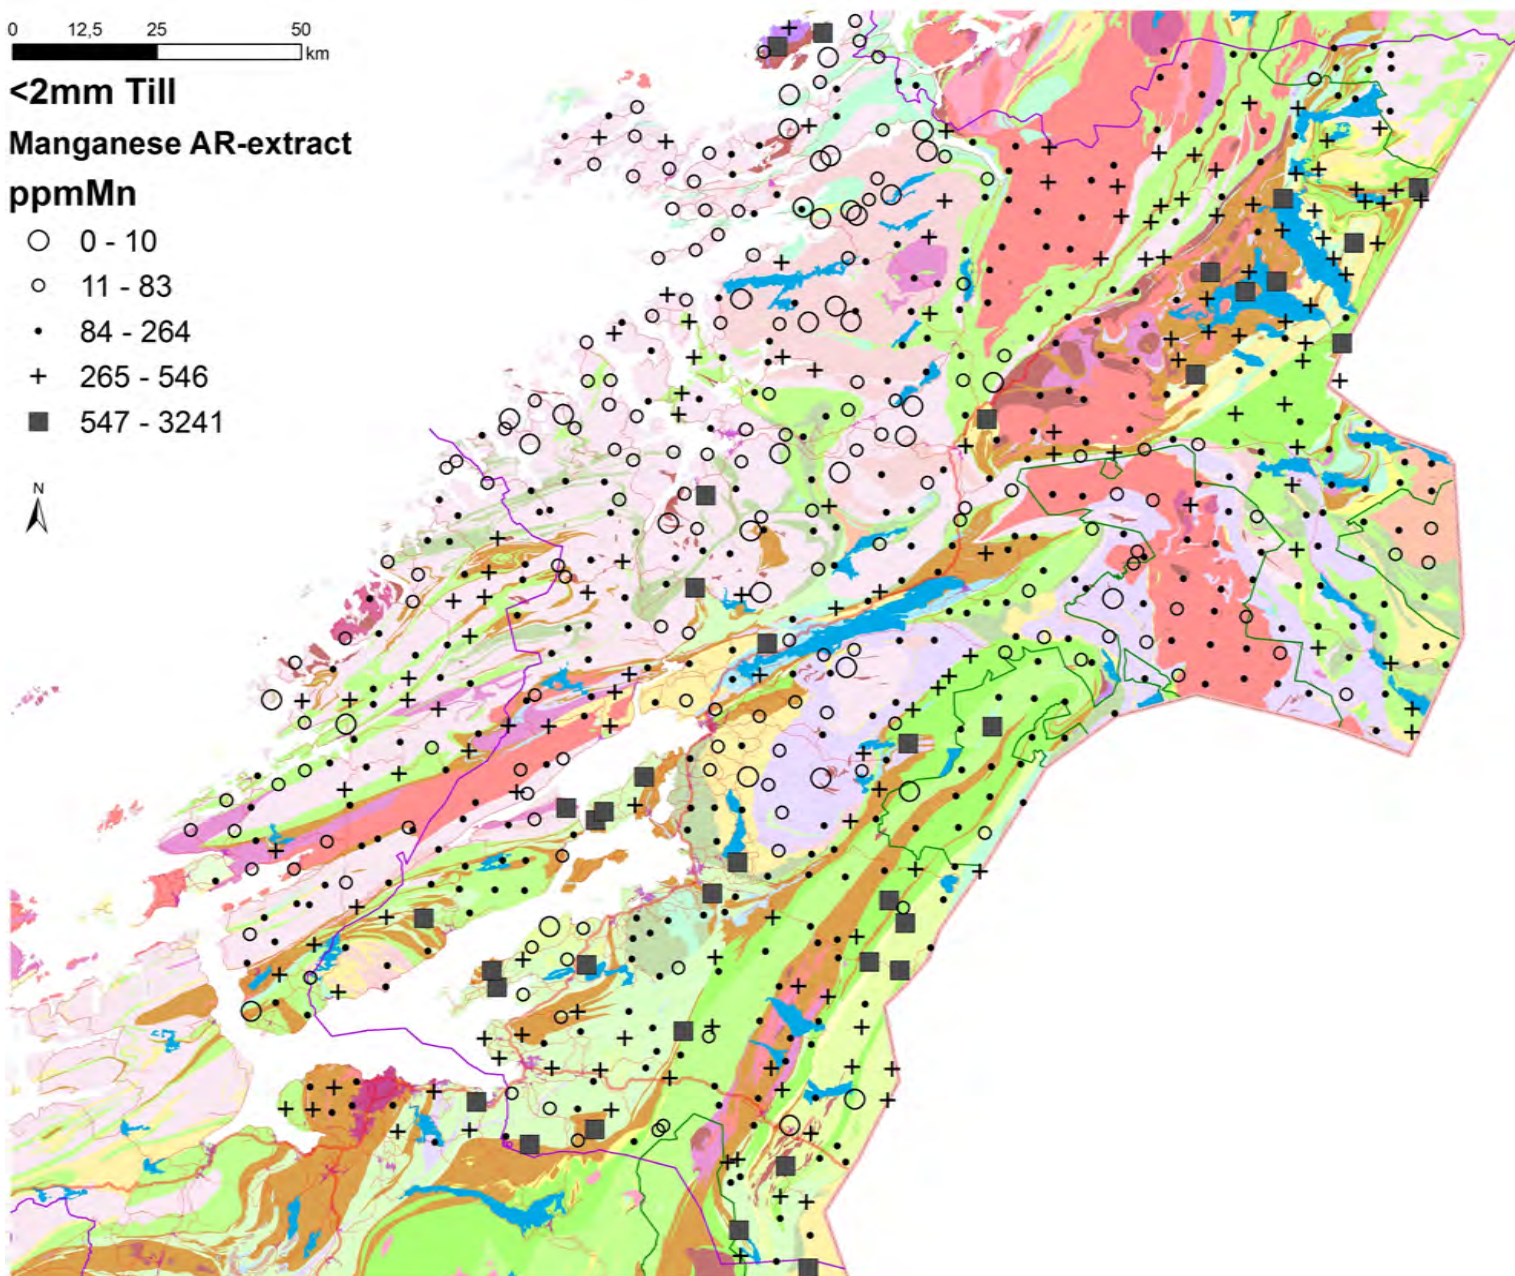 0 12,5 25 50
km
<2mm Till
Manganese AR-extract
ppmMn
0 - 10
11 - 83
84 - 264
265 - 546
547 - 3241
N